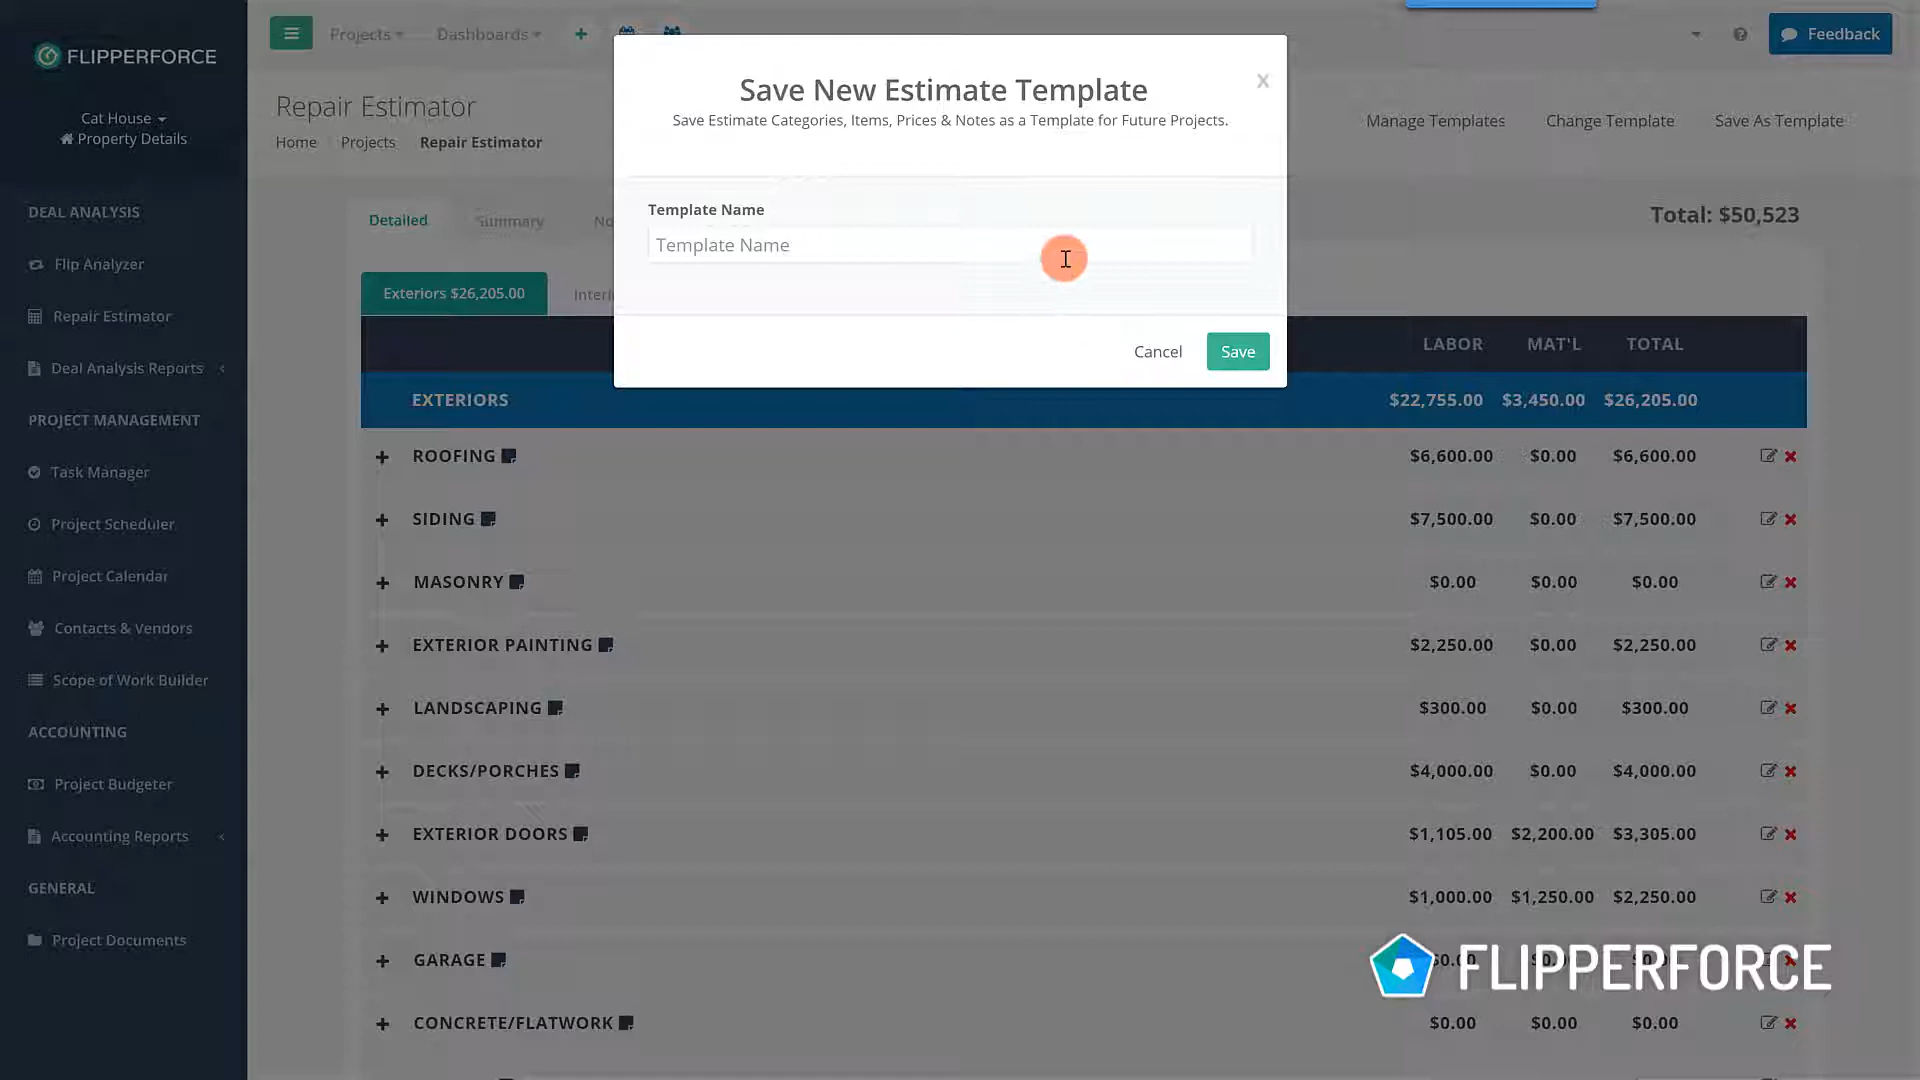 FLIPPERFORCE
Cat House
Property Details
DEAL ANALYSIS
Flip Analyzer
Repair Estimator
Deal Analysis Reports
PROJECT MANAGEMENT
Task Manager
Project Scheduler
Project Calendar
Contacts & Vendors
Scope of Work Builder
ACCOUNTING
Project Budgeter
Accounting Reports
GENERAL
Project Documents
Projects Dashboards
Feedback
Repair Estimator
Home Projects Repair Estimator
Manage Templates Change Template Save As Template
Save New Estimate Template
X
Save Estimate Categories, Items, Prices & Notes as a Template for Future Projects.
Template Name
Template Name
Cancel Save
Detailed Summary
Total: $50,523
Exteriors $26,205.00
LABOR MAT'L TOTAL
EXTERIORS $22,755.00 $3,450.00 $26,205.00
ROOFING $6,600.00 $0.00 $6,600.00
SIDING $7,500.00 $0.00 $7,500.00
MASONRY $0.00 $0.00 $0.00
EXTERIOR PAINTING $2,250.00 $0.00 $2,250.00
LANDSCAPING $300.00 $0.00 $300.00
DECKS/PORCHES $4,000.00 $0.00 $4,000.00
EXTERIOR DOORS $1,105.00 $2,200.00 $3,305.00
WINDOWS $1,000.00 $1,250.00 $2,250.00
GARAGE
FLIPPERFORCE
CONCRETE/FLATWORK $0.00 $0.00 $0.00